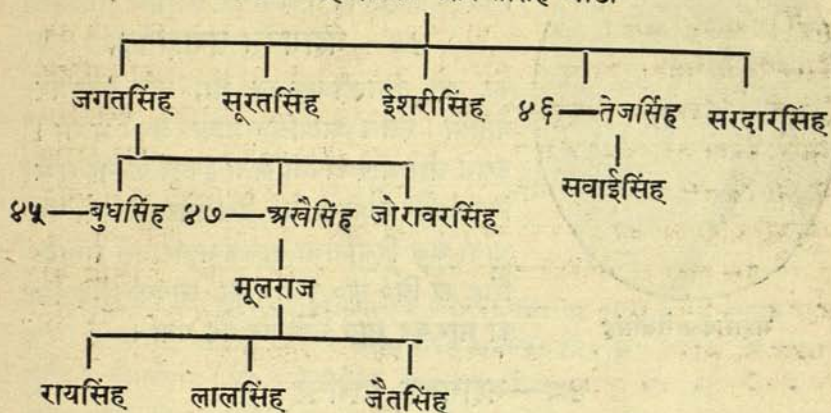 जगतसिंह सूरतसिंह ईशरीसिंह ४६—तेजसिंह सरदारसिंह
सवाईसिंह
४५—बुधसिंह ४७—अखैसिंह जोरावरसिंह
मूलराज
रायसिंह लालसिंह जैतसिंह